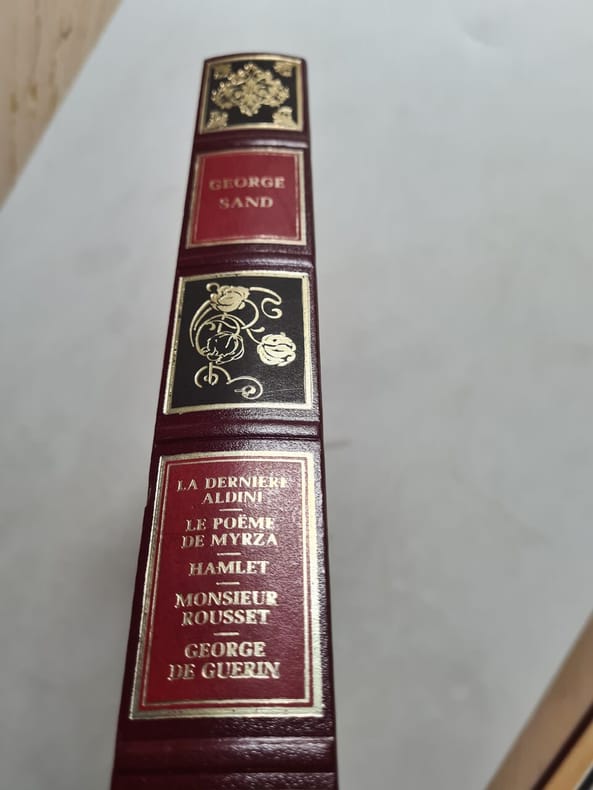 GEORGE
SAND
LA DERNIERE
ALDINI
LE POËME
DE MYRZA
HAMLET
MONSIEUR
ROUSSET
GEORGE
DE GUERIN